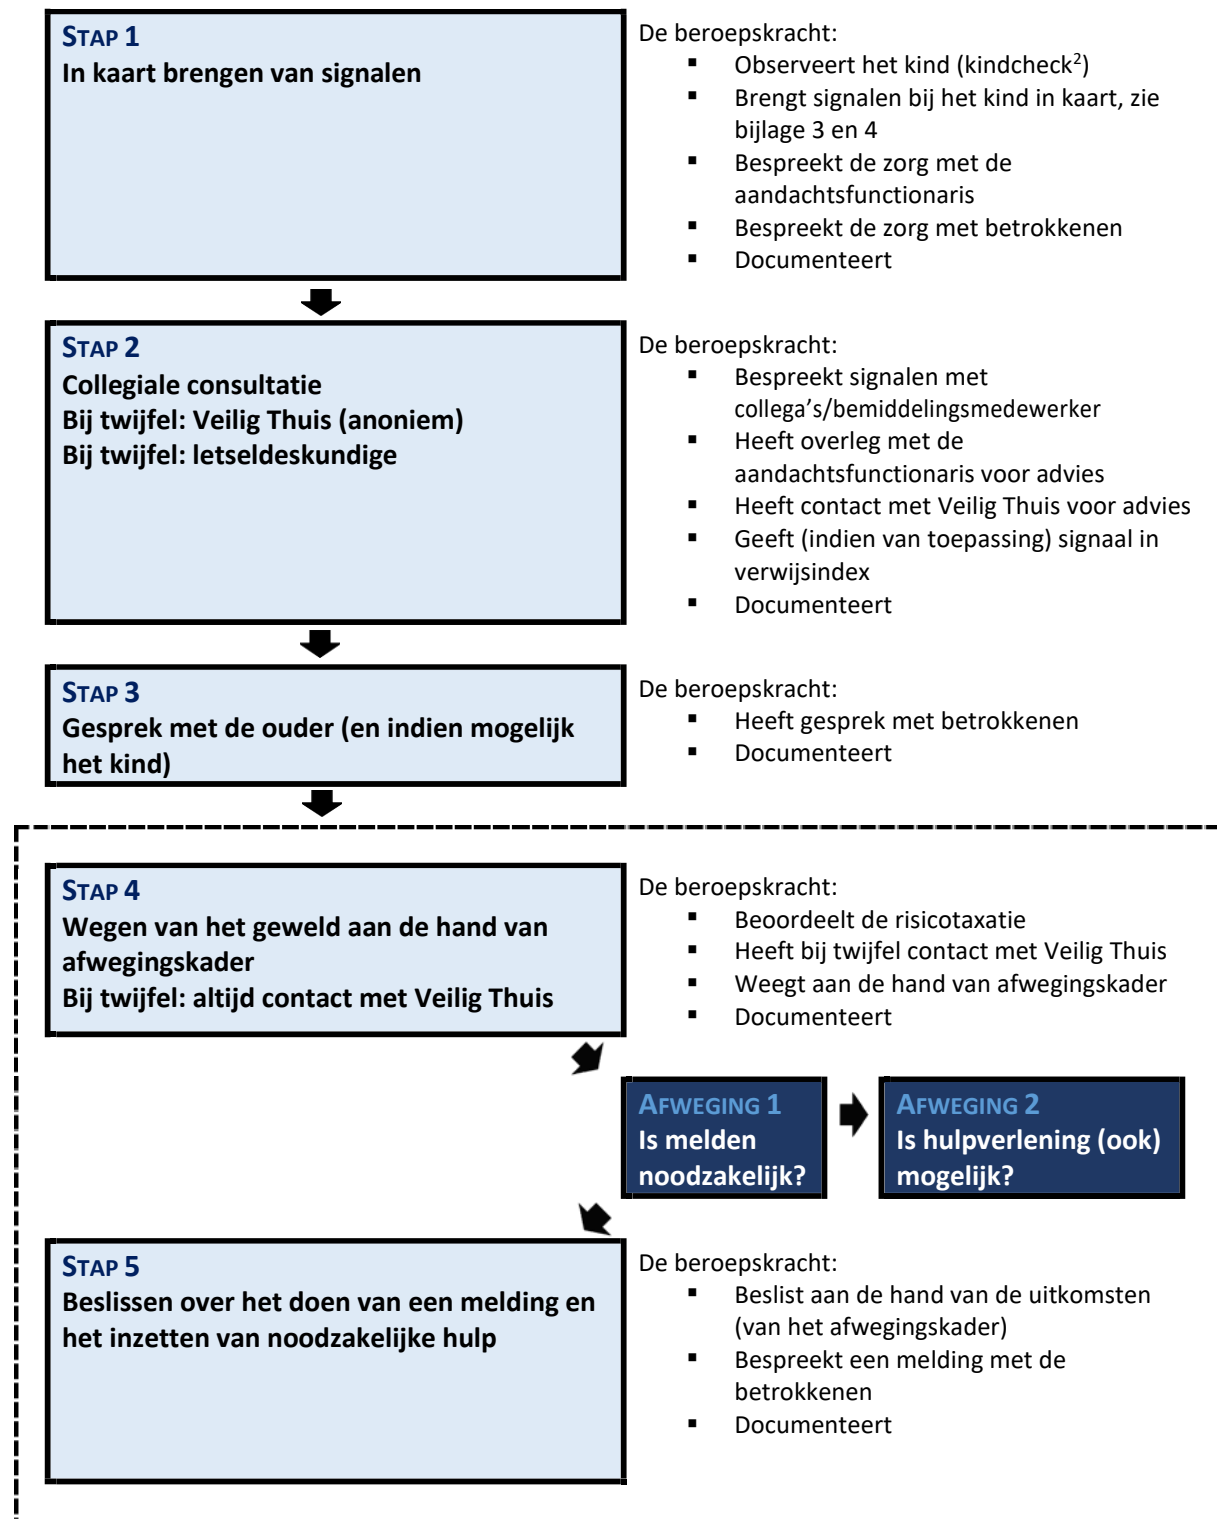 STAP 1
In kaart brengen van signalen
De beroepskracht:
▪ Observeert het kind (kindcheck²)
▪ Brengt signalen bij het kind in kaart, zie
bijlage 3 en 4
▪ Bespreekt de zorg met de
aandachtsfunctionaris
▪ Bespreekt de zorg met betrokkenen
▪ Documenteert
STAP 2
Collegiale consultatie
Bij twijfel: Veilig Thuis (anoniem)
Bij twijfel: letseldeskundige
De beroepskracht:
▪ Bespreekt signalen met
collega’s/bemiddelingsmedewerker
▪ Heeft overleg met de
aandachtsfunctionaris voor advies
▪ Heeft contact met Veilig Thuis voor advies
▪ Geeft (indien van toepassing) signaal in
verwijsindex
▪ Documenteert
STAP 3
Gesprek met de ouder (en indien mogelijk
het kind)
De beroepskracht:
▪ Heeft gesprek met betrokkenen
▪ Documenteert
STAP 4
Wegen van het geweld aan de hand van
afwegingskader
Bij twijfel: altijd contact met Veilig Thuis
De beroepskracht:
▪ Beoordeelt de risicotaxatie
▪ Heeft bij twijfel contact met Veilig Thuis
▪ Weegt aan de hand van afwegingskader
▪ Documenteert
AFWEGING 1
Is melden
noodzakelijk?
AFWEGING 2
Is hulpverlening (ook)
mogelijk?
STAP 5
Beslissen over het doen van een melding en
het inzetten van noodzakelijke hulp
De beroepskracht:
▪ Beslist aan de hand van de uitkomsten
(van het afwegingskader)
▪ Bespreekt een melding met de
betrokkenen
▪ Documenteert